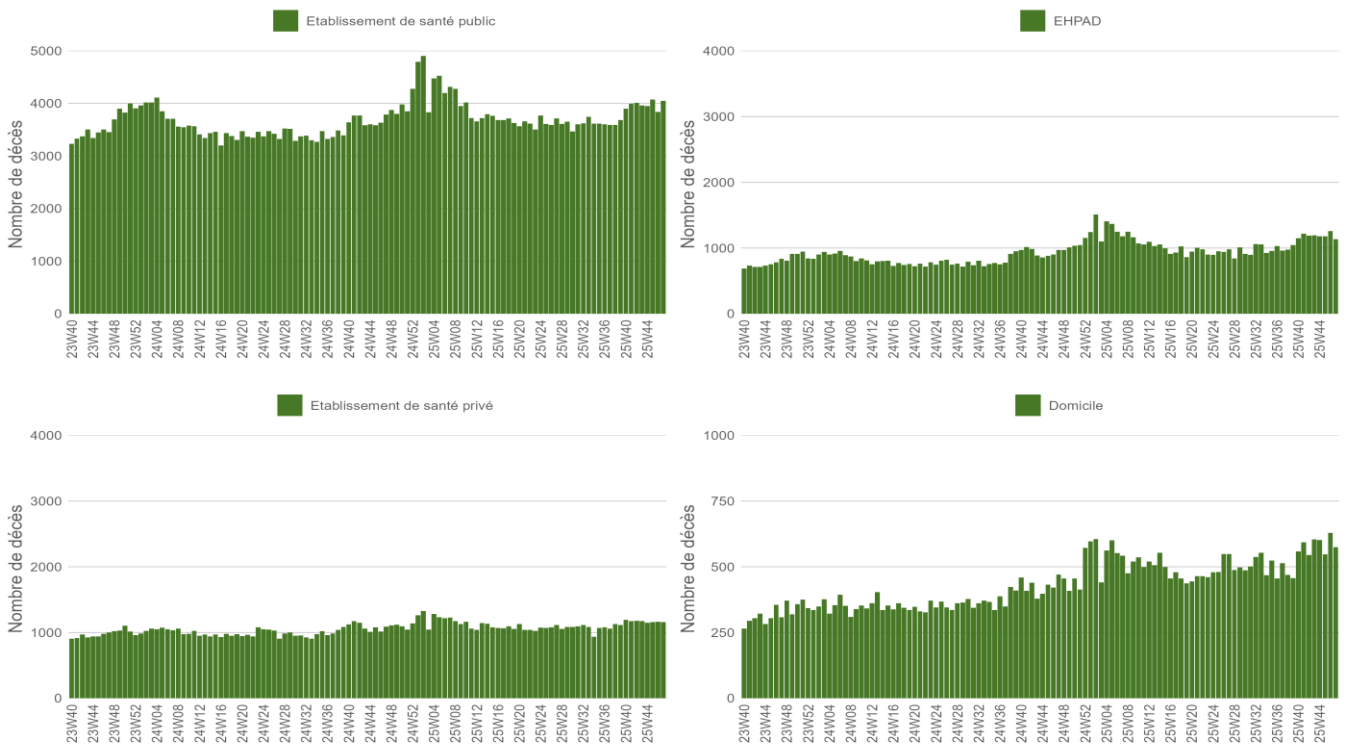 Etablissement de santé public
Nombre de décès
5000
4000
3000
2000
1000
0
23W40 23W44 23W48 23W52 24W04 24W08 24W12 24W16 24W20 24W24 24W28 24W32 24W36 24W40 24W44 24W48 24W52 25W04 25W08 25W12 25W16 25W20 25W24 25W28 25W32 25W36 25W40 25W44
EHPAD
Nombre de décès
4000
3000
2000
1000
0
23W40 23W44 23W48 23W52 24W04 24W08 24W12 24W16 24W20 24W24 24W28 24W32 24W36 24W40 24W44 24W48 24W52 25W04 25W08 25W12 25W16 25W20 25W24 25W28 25W32 25W36 25W40 25W44
Etablissement de santé privé
Nombre de décès
4000
3000
2000
1000
0
23W40 23W44 23W48 23W52 24W04 24W08 24W12 24W16 24W20 24W24 24W28 24W32 24W36 24W40 24W44 24W48 24W52 25W04 25W08 25W12 25W16 25W20 25W24 25W28 25W32 25W36 25W40 25W44
Domicile
Nombre de décès
1000
750
500
250
0
23W40 23W44 23W48 23W52 24W04 24W08 24W12 24W16 24W20 24W24 24W28 24W32 24W36 24W40 24W44 24W48 24W52 25W04 25W08 25W12 25W16 25W20 25W24 25W28 25W32 25W36 25W40 25W44